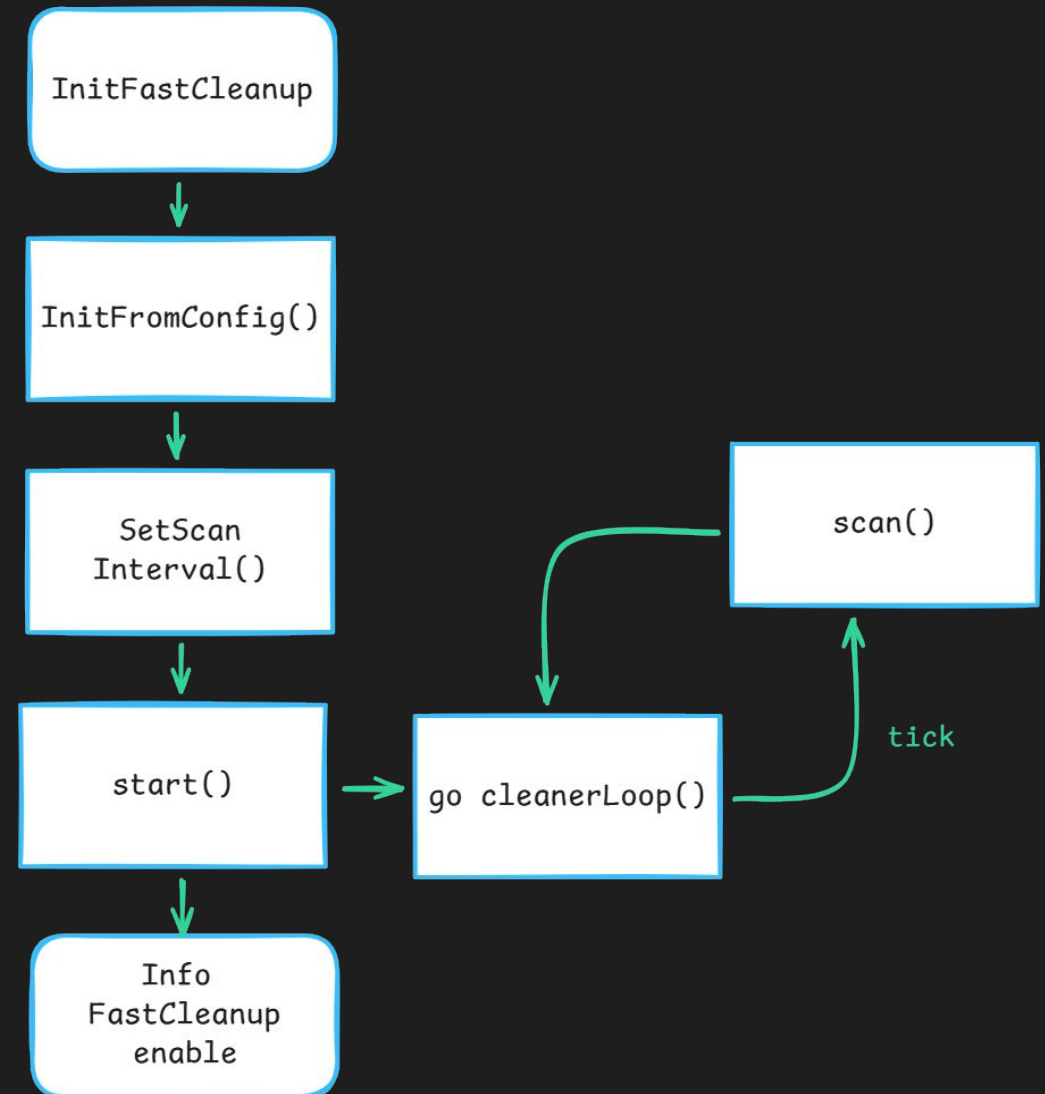 InitFastCleanup
InitFromConfig()
SetScan
Interval()
start()
Info
FastCleanup
enable
go cleanerLoop()
scan()
tick